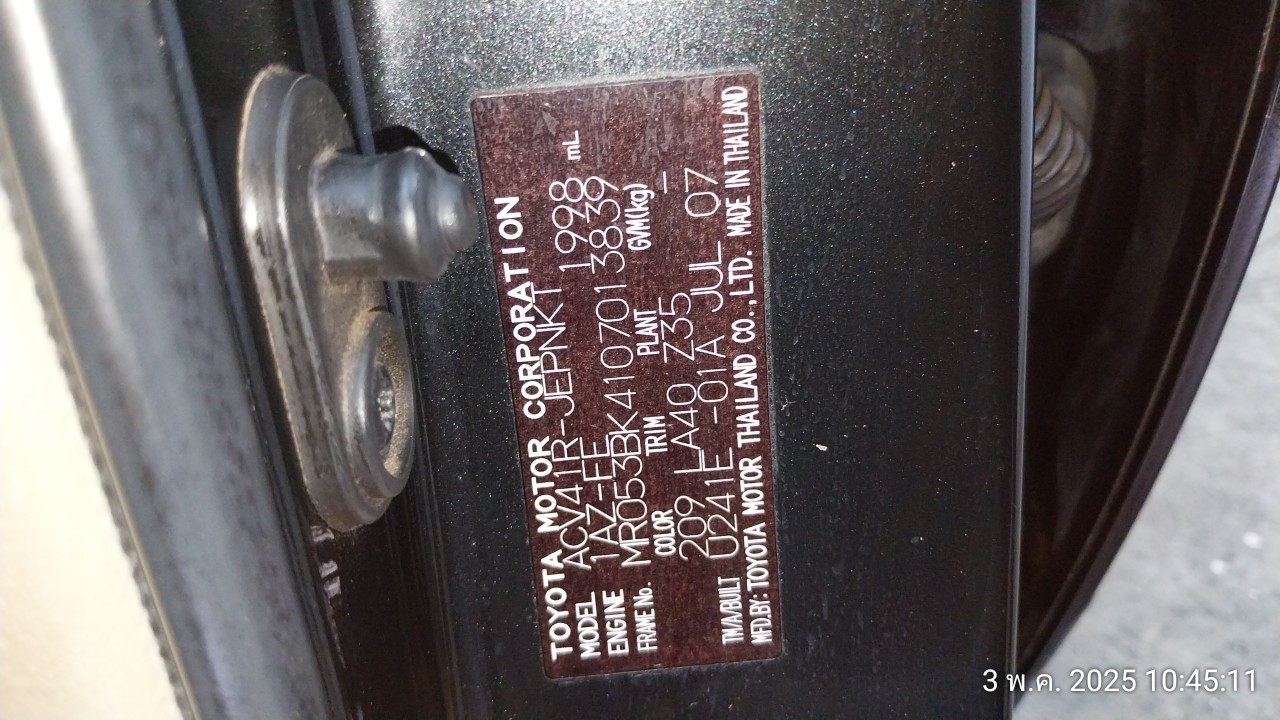 TOYOTA MOTOR CORPORATION
MODEL ACV41R-JEPNKT 1998 mL
ENGINE 1AZ-FE
FRAME No. MR053BK4107013839
COLOR TRIM PLANT GVM(kg)
209 LA40 Z35 –
TM/A/BUILT U241E -01A JUL 07
MFD.BY: TOYOTA MOTOR THAILAND CO.,LTD. MADE IN THAILAND
3 พ.ค. 2025 10:45:11